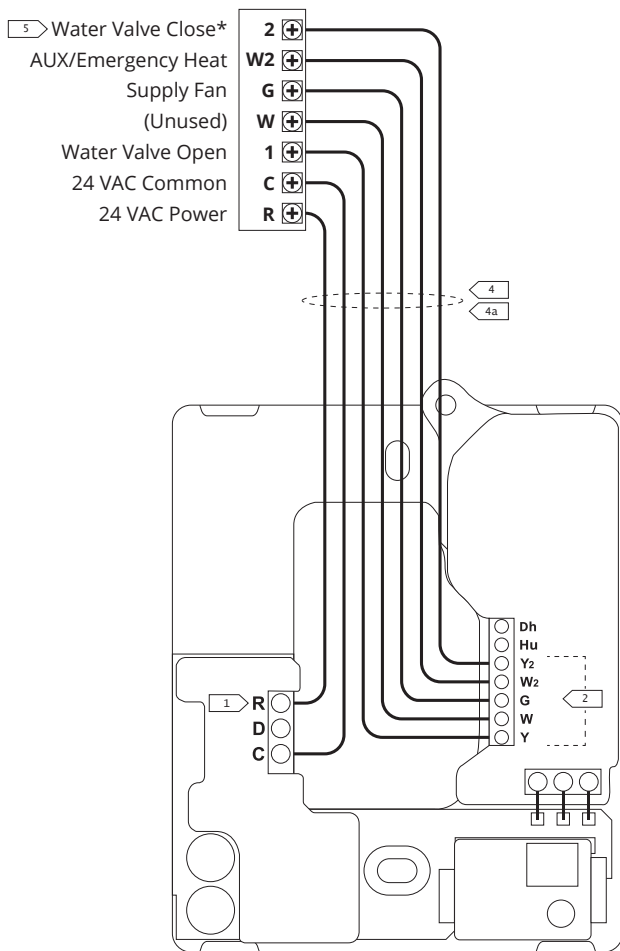 5 Water Valve Close* 2
AUX/Emergency Heat W2
Supply Fan G
(Unused) W
Water Valve Open 1
24 VAC Common C
24 VAC Power R
4
4a
Dh
Hu
Y2
W2
G
W
Y
2
1 R
D
C